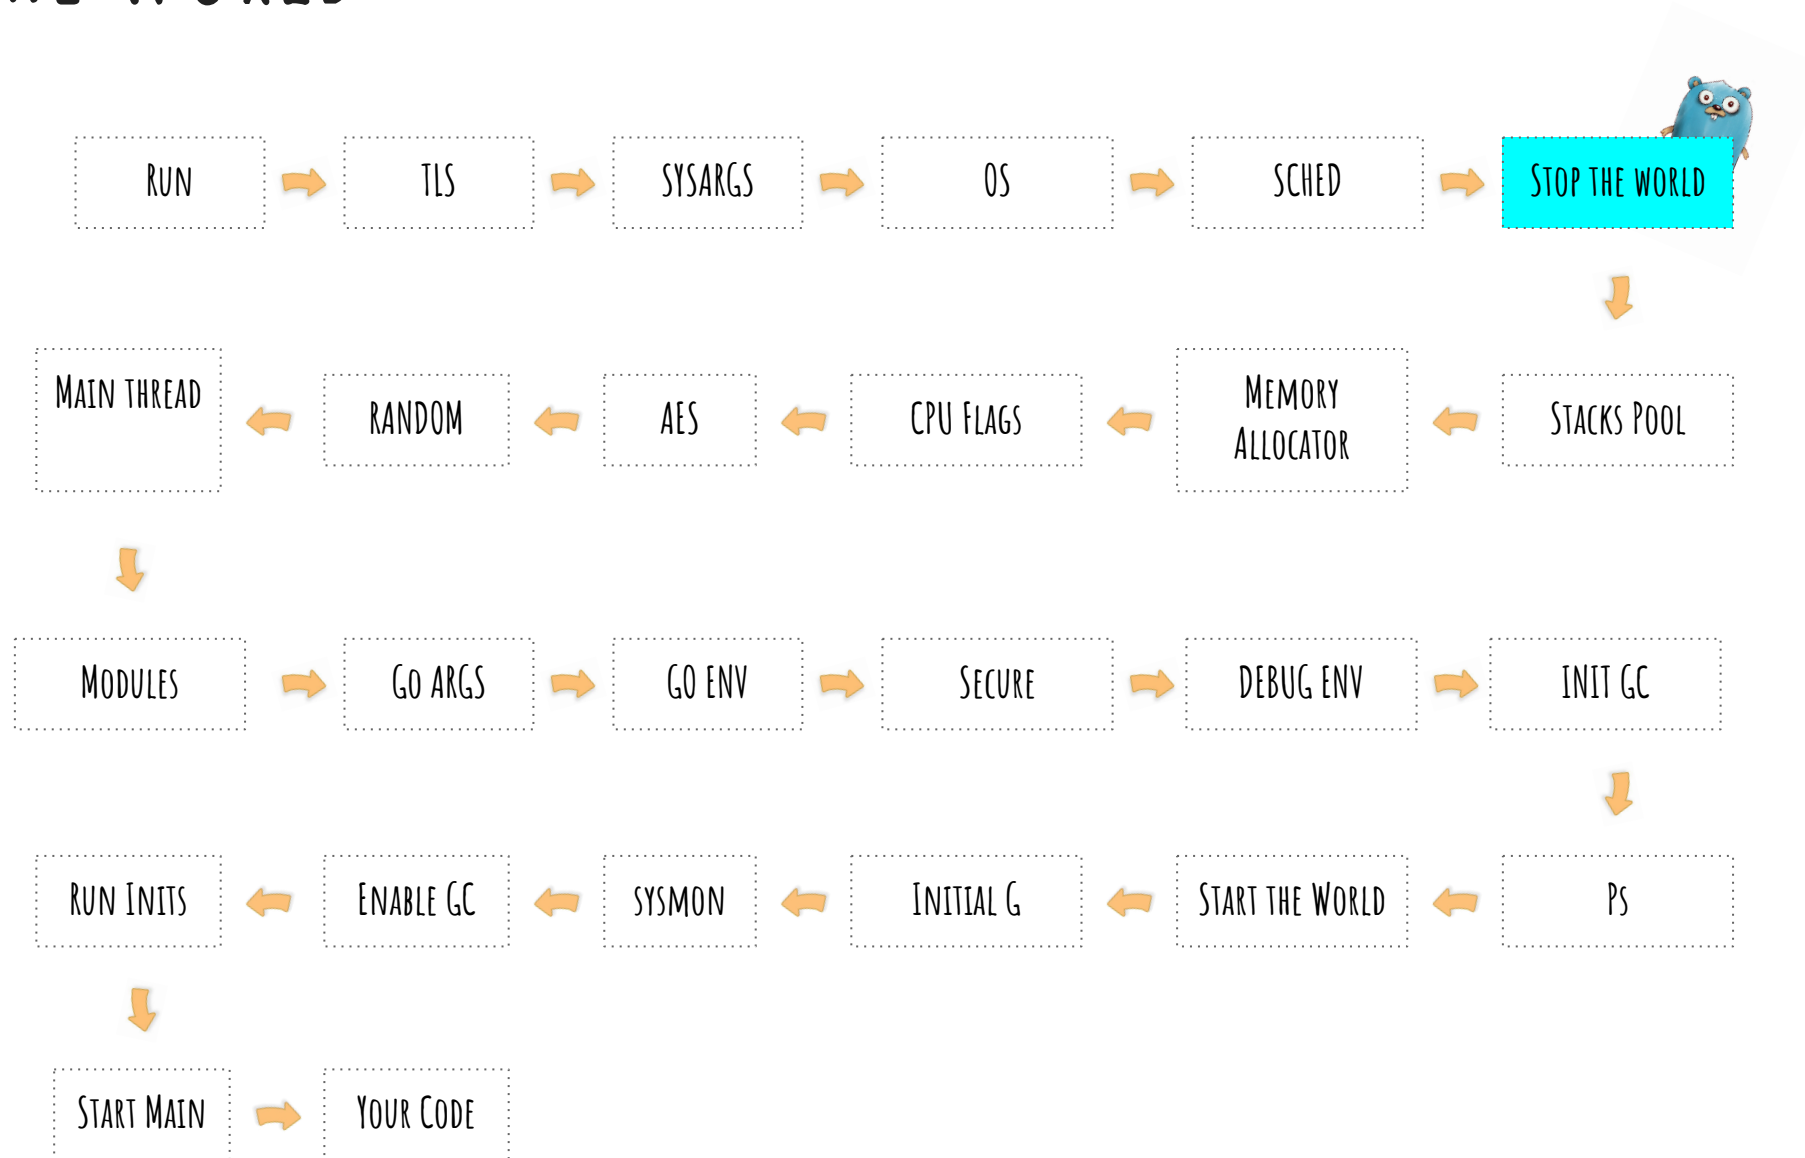 WORLD
Run
TLS
SYSARGS
OS
SCHED
Stop the world
Main thread
RANDOM
AES
CPU Flags
Memory
Allocator
Stacks Pool
Modules
Go ARGS
GO ENV
Secure
DEBUG ENV
INIT GC
Run Inits
Enable GC
sysmon
Initial G
Start the World
Ps
Start Main
Your Code